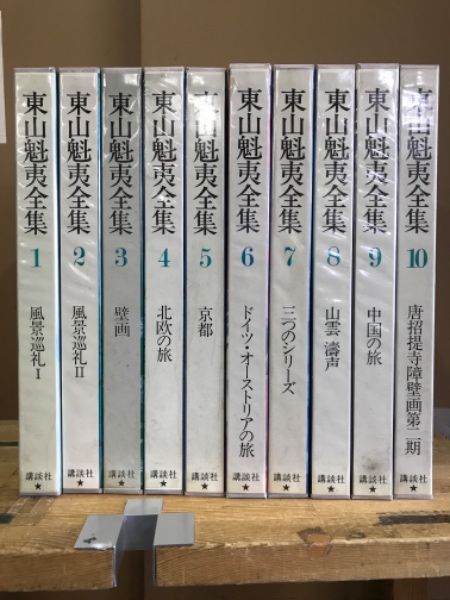 東山魁夷全集
1
風景巡礼Ⅰ
講談社
★
東山魁夷全集
2
風景巡礼Ⅱ
講談社
★
東山魁夷全集
3
壁画
講談社
★
東山魁夷全集
4
北欧の旅
講談社
★
東山魁夷全集
5
京都
講談社
★
東山魁夷全集
6
ドイツ・オーストリアの旅
講談社
★
東山魁夷全集
7
三つのシリーズ
講談社
★
東山魁夷全集
8
山雲 濤声
講談社
★
東山魁夷全集
9
中国の旅
講談社
★
東山魁夷全集
10
唐招提寺障壁画第二期
講談社
★